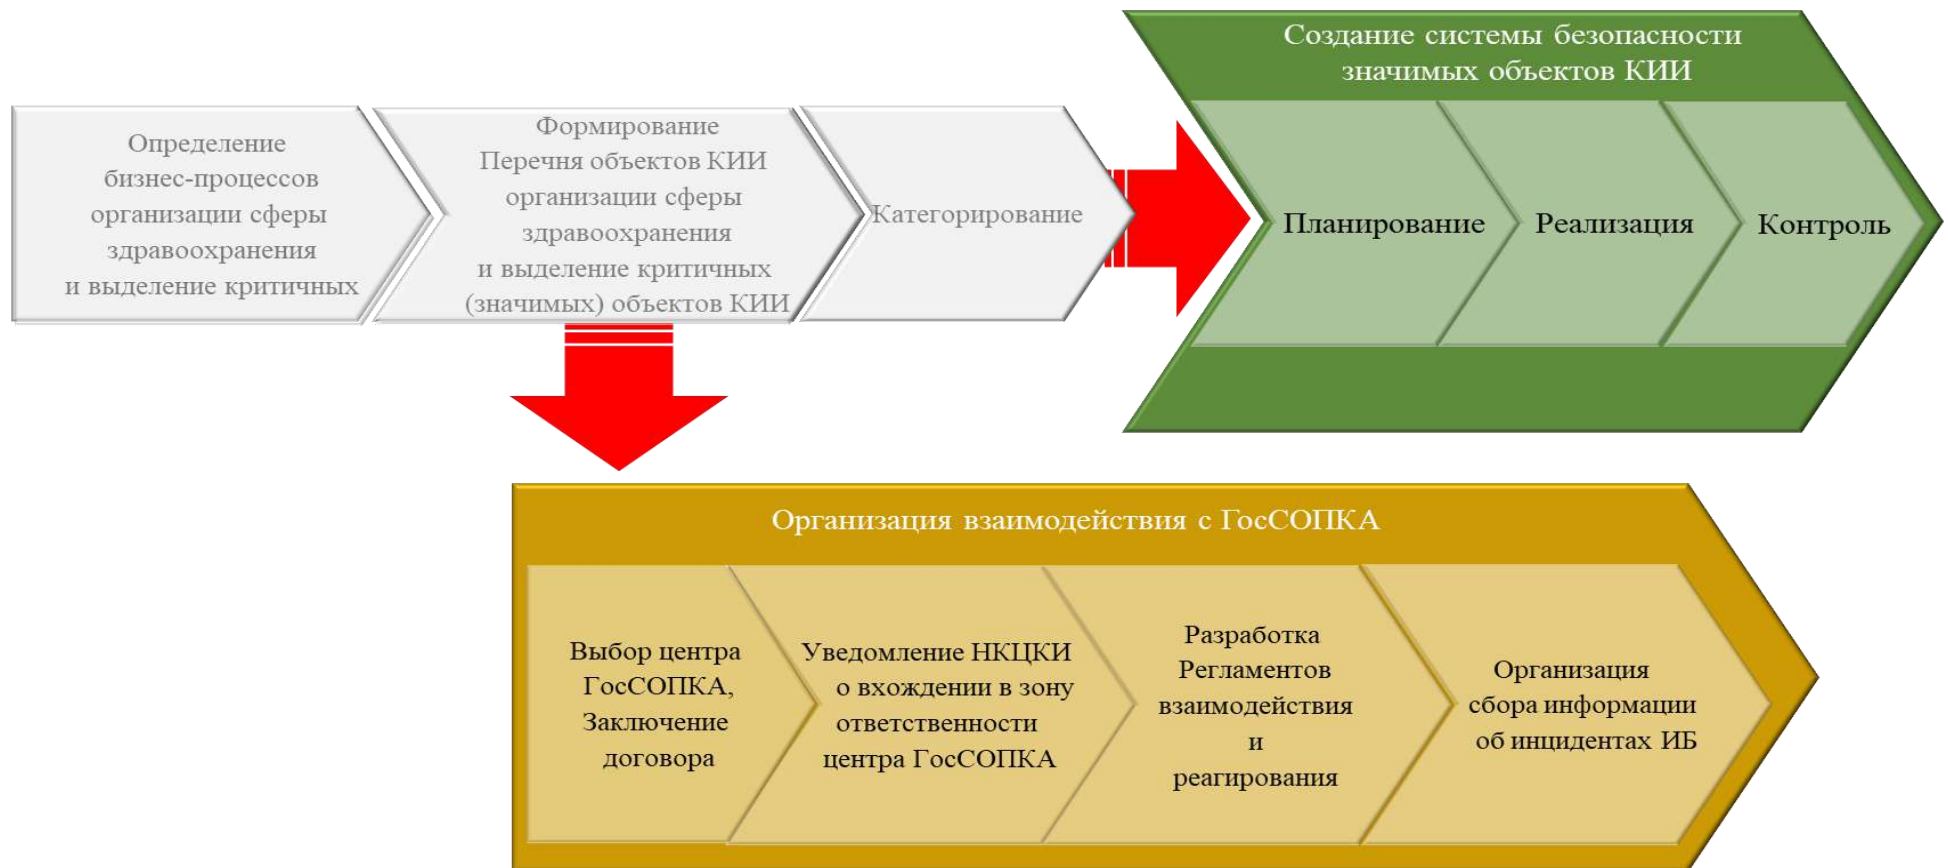 Создание системы безопасности
значимых объектов КИИ
Определение
бизнес-процессов
организации сферы
здравоохранения
и выделение критичных
Формирование
Перечня объектов КИИ
организации сферы
здравоохранения
и выделение критичных
(значимых) объектов КИИ
Категорирование
Планирование
Реализация
Контроль
Организация взаимодействия с ГосСОПКА
Выбор центра
ГосСОПКА,
Заключение
договора
Уведомление НКЦКИ
о вхождении в зону
ответственности
центра ГосСОПКА
Разработка
Регламентов
взаимодействия
и
реагирования
Организация
сбора информации
об инцидентах ИБ